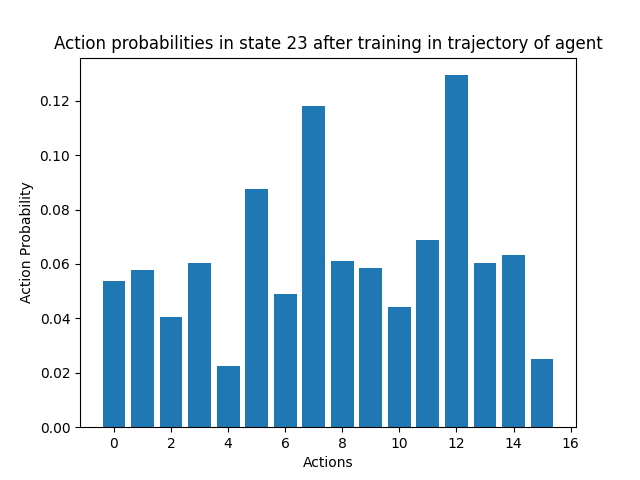 Action probabilities in state 23 after training in trajectory of agent
Action Probability
0.12
0.10
0.08
0.06
0.04
0.02
0.00
0 2 4 6 8 10 12 14 16
Actions